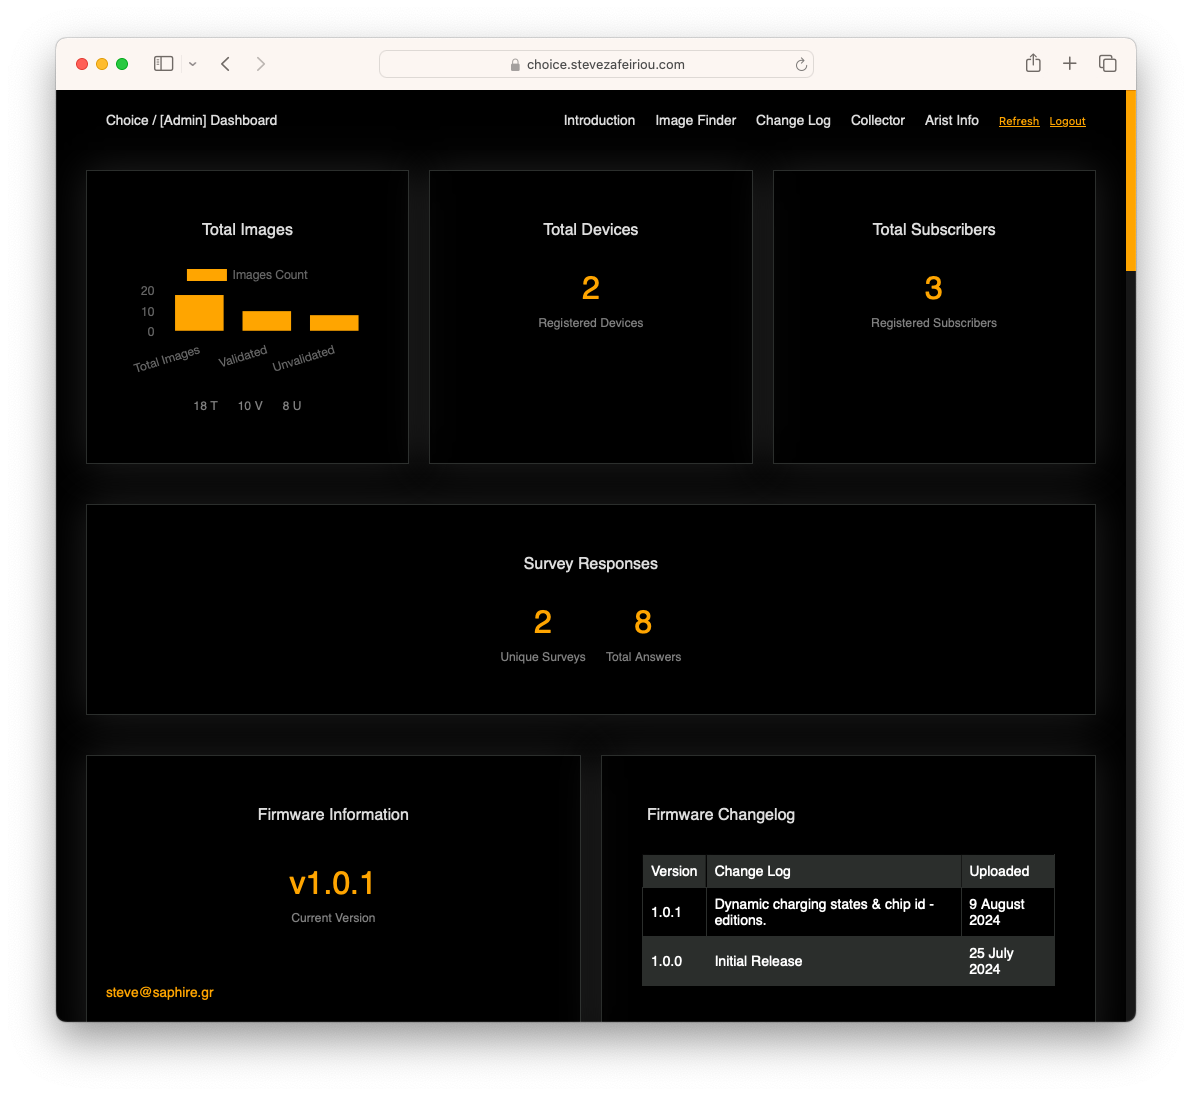 choice.stevezafeiriou.com
Choice / [Admin] Dashboard
Introduction
Image Finder
Change Log
Collector
Arist Info
Refresh
Logout
Total Images
Images Count
20
10
0
Total Images
Validated
Unvalidated
18 T
10 V
8 U
Total Devices
2
Registered Devices
Total Subscribers
3
Registered Subscribers
Survey Responses
2
Unique Surveys
8
Total Answers
Firmware Information
v1.0.1
Current Version
steve@saphire.gr
Firmware Changelog
Version Change Log Uploaded
1.0.1
Dynamic charging states & chip id -
editions.
9 August
2024
1.0.0
Initial Release
25 July
2024